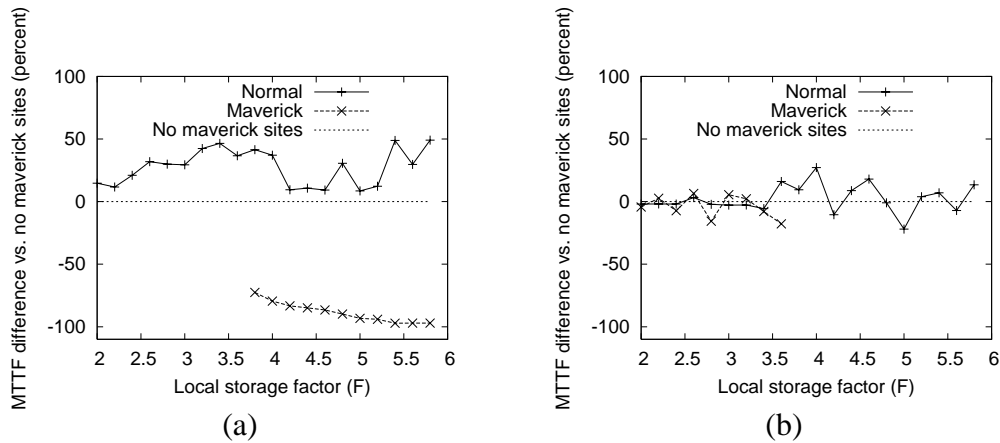 MTTF difference vs. no maverick sites (percent)
100
50
0
-50
-100
Normal
Maverick
No maverick sites
2 2.5 3 3.5 4 4.5 5 5.5 6
Local storage factor (F)
(a)
MTTF difference vs. no maverick sites (percent)
100
50
0
-50
-100
Normal
Maverick
No maverick sites
2 2.5 3 3.5 4 4.5 5 5.5 6
Local storage factor (F)
(b)